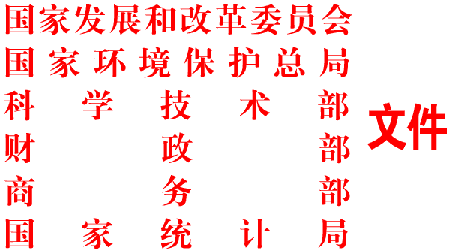 国家发展和改革委员会
国家环境保护总局
科学技术部
财政部
商务部
国家统计局
文件